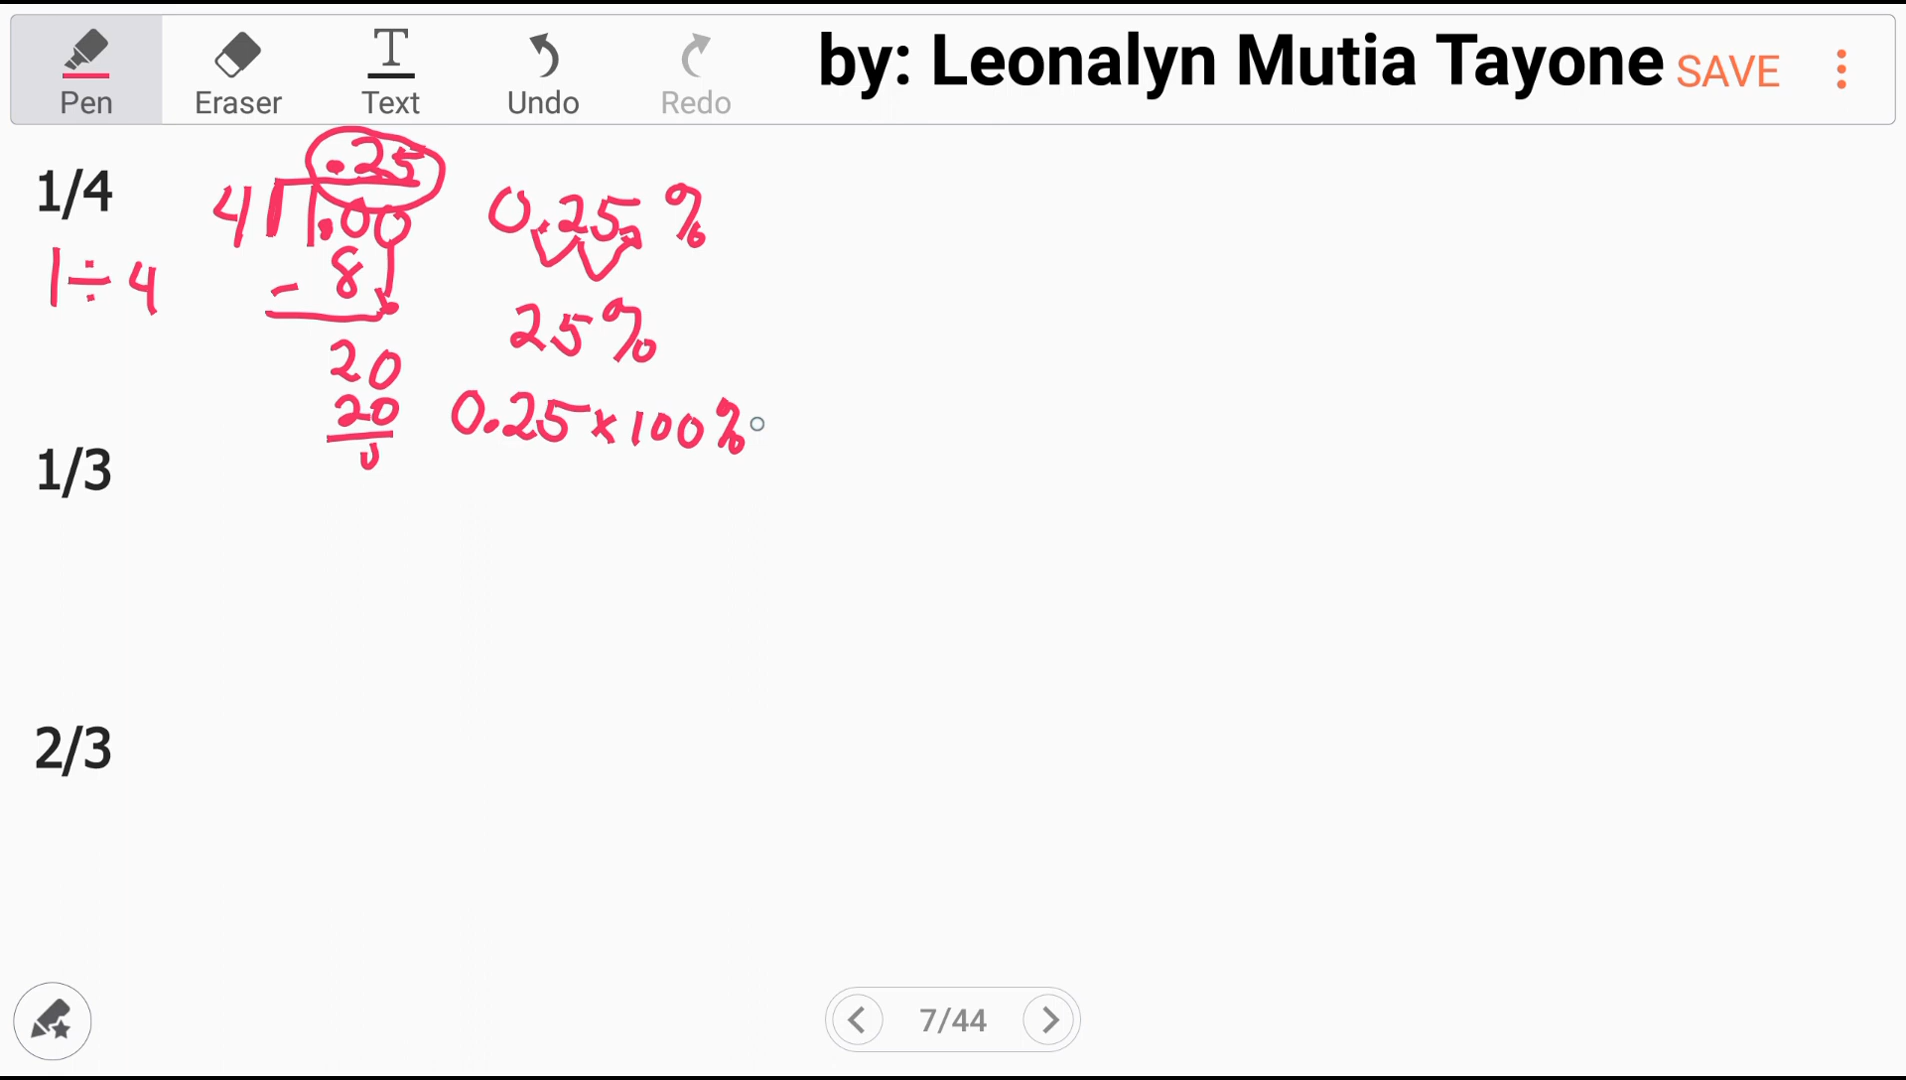 Pen
Eraser
T
Text
Undo
Redo
by: Leonalyn Mutia Tayone
SAVE
1/4
1÷4
.25
4 1.00
- 8
20
20
0
0.25%
25%
0.25×100%
1/3
2/3
7/44